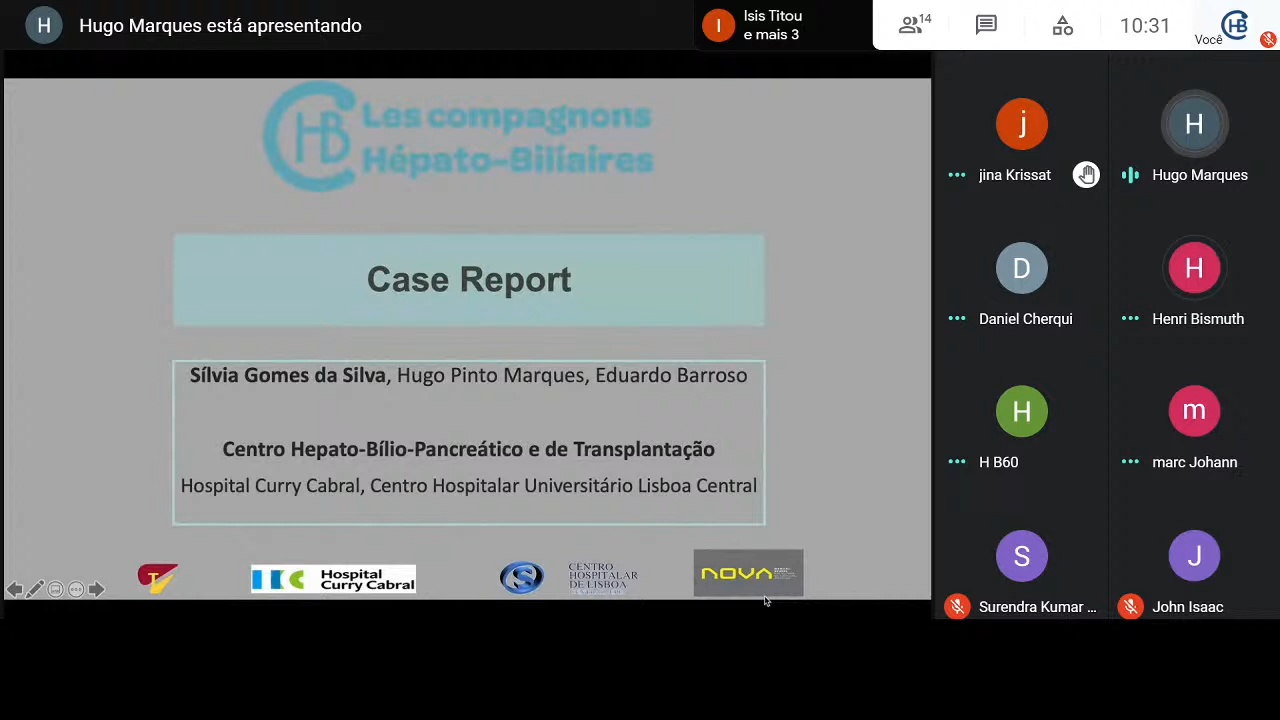 H
Hugo Marques está apresentando
I
Isis Titou
e mais 3
14
10:31
Você
HB
HB
Les compagnons
Hépato-Biliaires
Case Report
Sílvia Gomes da Silva, Hugo Pinto Marques, Eduardo Barroso
Centro Hepato-Bílio-Pancreático e de Transplantação
Hospital Curry Cabral, Centro Hospitalar Universitário Lisboa Central
Hospital
Curry Cabral
CENTRO
HOSPITALAR
DE LISBOA
NOVA
j
jina Krissat
H
Hugo Marques
D
Daniel Cherqui
H
Henri Bismuth
H
H B60
m
marc Johann
S
Surendra Kumar ...
J
John Isaac